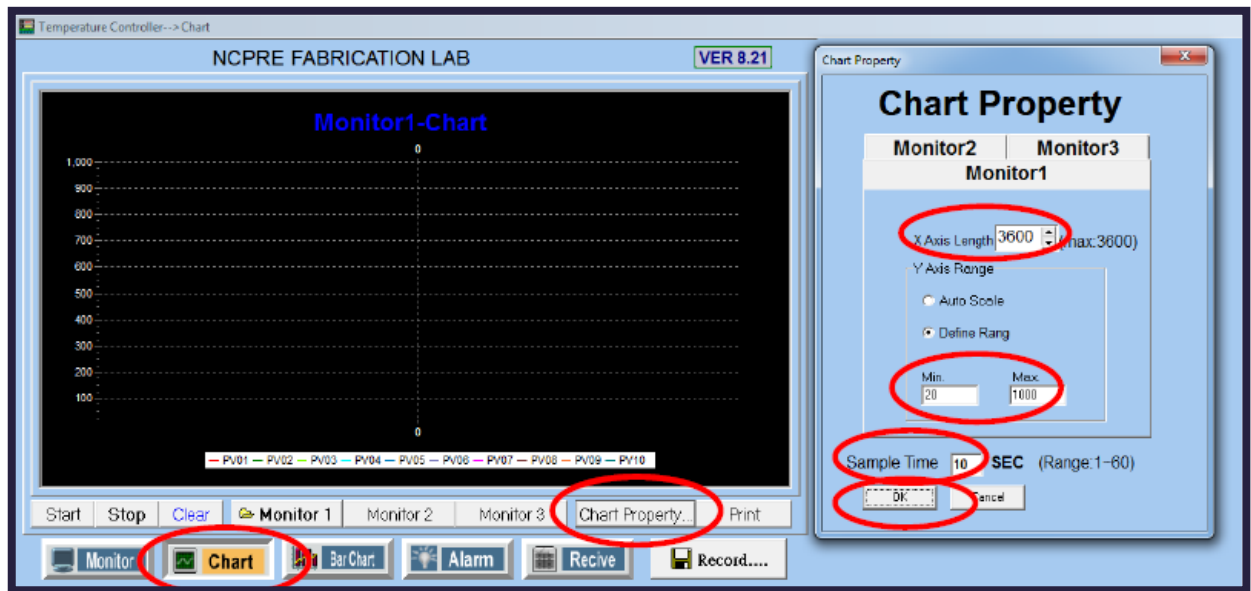 Temperature Controller-->Chart
NCPRE FABRICATION LAB
VER 8.21
Monitor1-Chart
0
1,000
900
800
700
600
500
400
300
200
100
0
PV01 PV02 PV03 PV04 PV05 PV06 PV07 PV08 PV09 PV10
Start Stop Clear Monitor 1 Monitor 2 Monitor 3 Chart Property... Print
Monitor Chart Bar Chart Alarm Recive Record....
Chart Property
Chart Property
Monitor2 Monitor3
Monitor1
X Axis Length 3600 (max:3600)
Y Axis Range
Auto Scale
Define Rang
Min. Max.
20 1000
Sample Time 10 SEC (Range:1~60)
OK Cancel